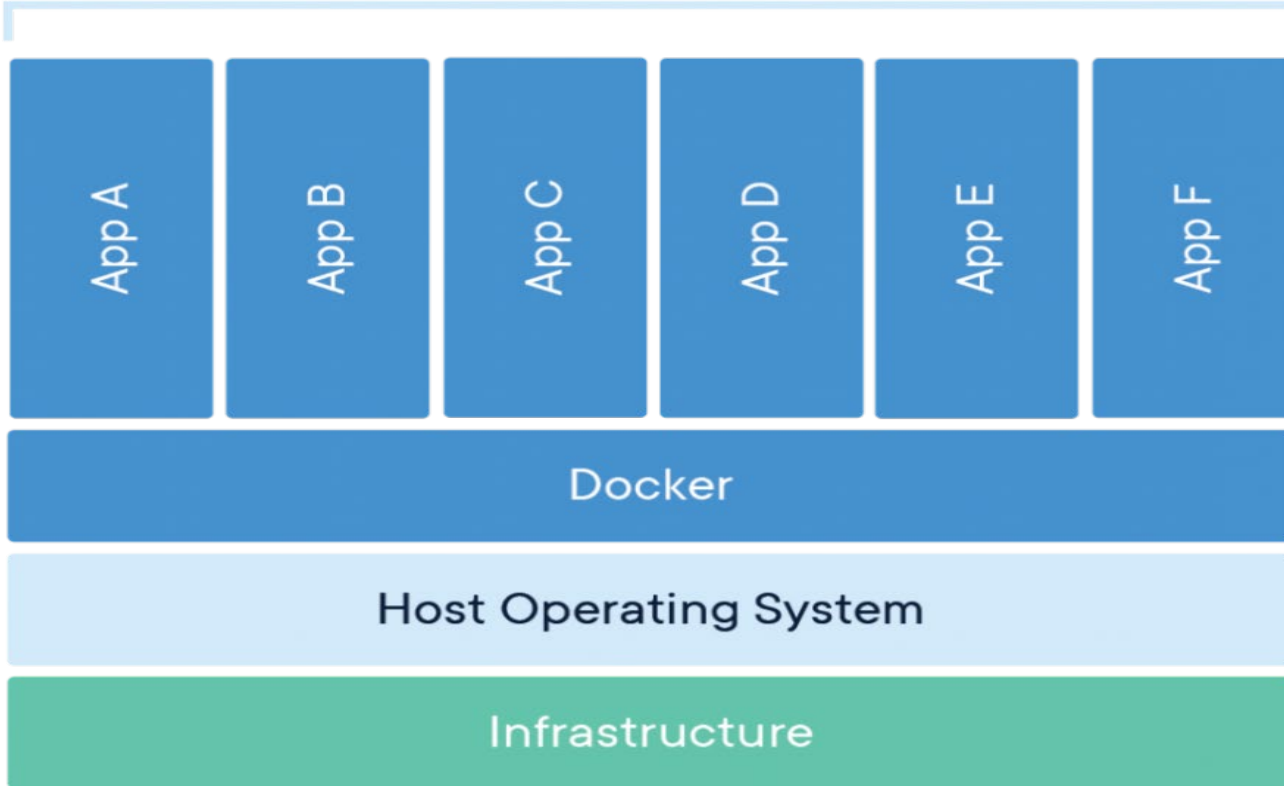 App A
App B
App C
App D
App E
App F
Docker
Host Operating System
Infrastructure